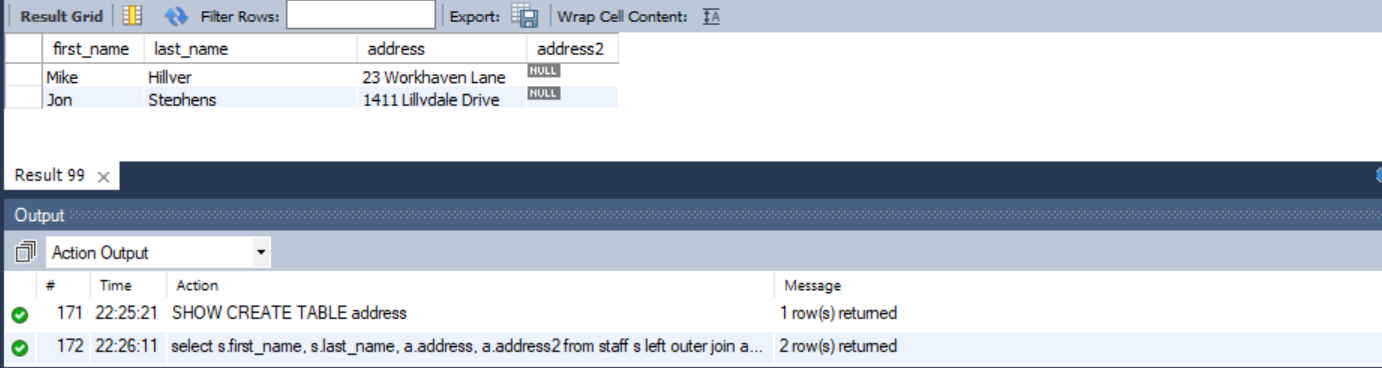 Result Grid Filter Rows: Export: Wrap Cell Content: IA
first_name last_name address address2
Mike Hillyer 23 Workhaven Lane NULL
Jon Stephens 1411 Lillydale Drive NULL
Result 99 ×
Output
Action Output
# Time Action Message
171 22:25:21 SHOW CREATE TABLE address 1 row(s) returned
172 22:26:11 select s.first_name, s.last_name, a.address, a.address2 from staff s left outer join a... 2 row(s) returned